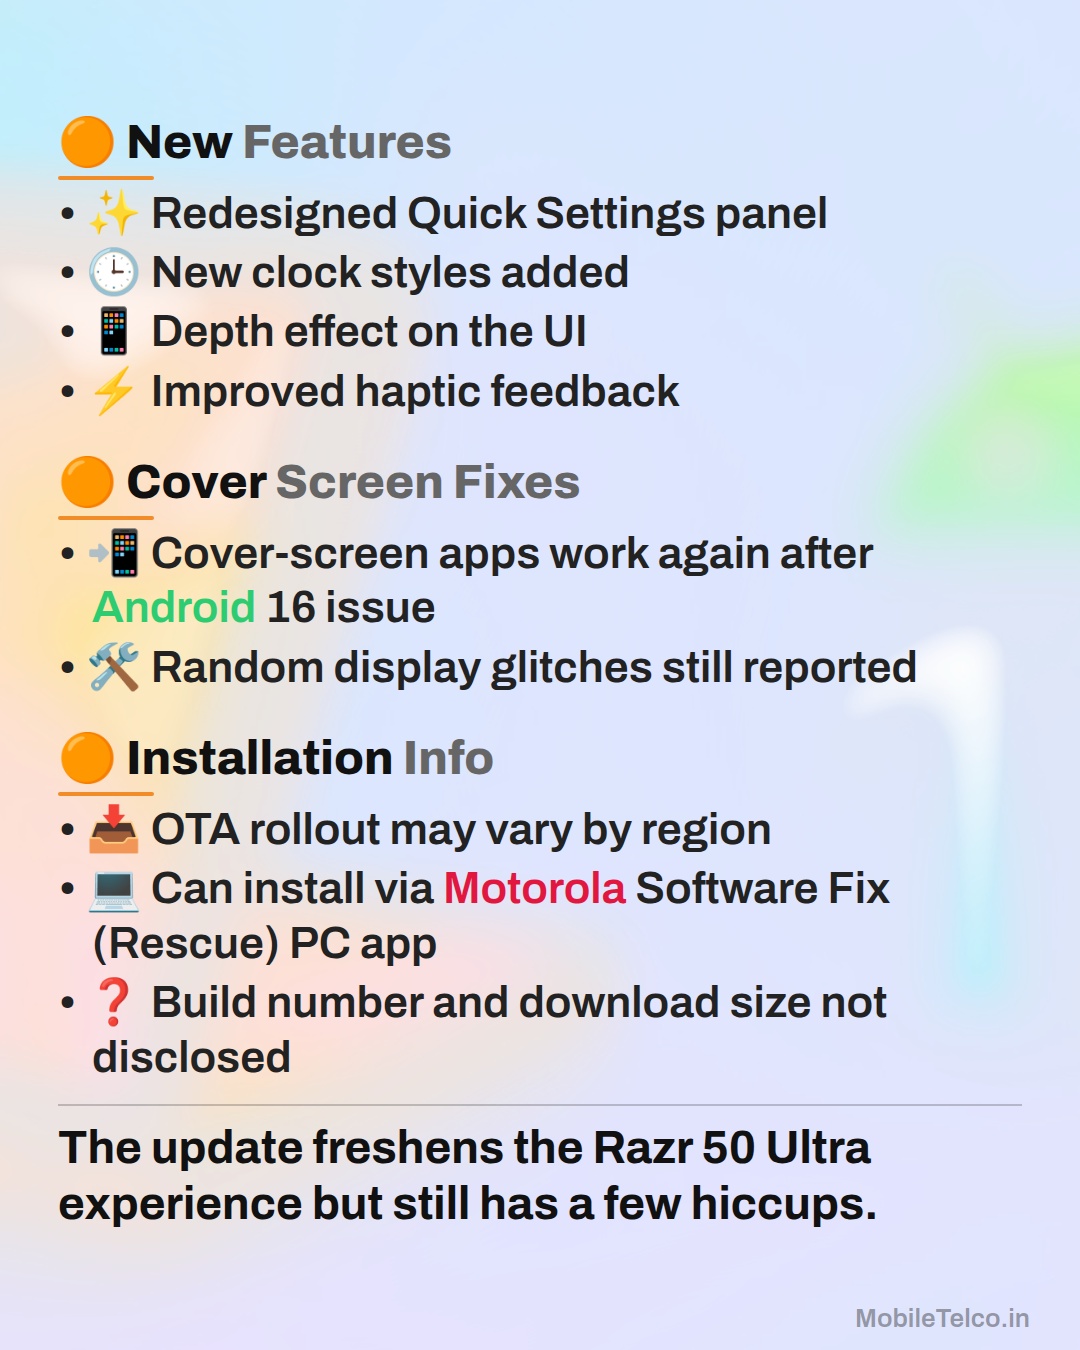 🟠 New Features
• ✨ Redesigned Quick Settings panel
• 🕒 New clock styles added
• 📱 Depth effect on the UI
• ⚡ Improved haptic feedback
🟠 Cover Screen Fixes
• 📲 Cover-screen apps work again after
Android 16 issue
• 🛠️ Random display glitches still reported
🟠 Installation Info
• 📥 OTA rollout may vary by region
• 💻 Can install via Motorola Software Fix
(Rescue) PC app
• ❓ Build number and download size not
disclosed
The update freshens the Razr 50 Ultra
experience but still has a few hiccups.
MobileTelco.in